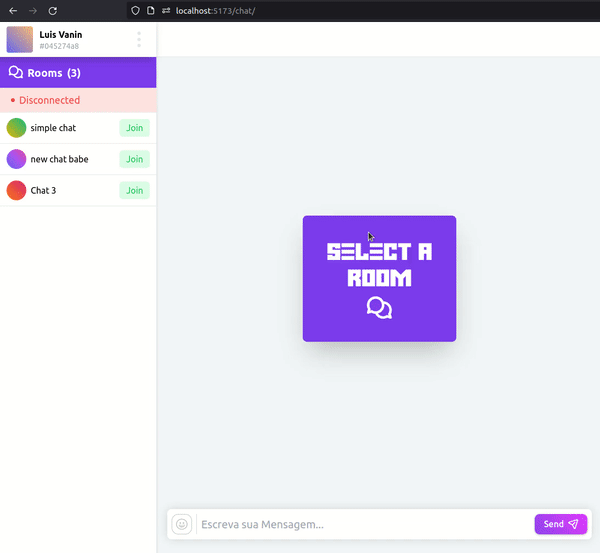 localhost:5173/chat/
Luis Vanin
#045274a8
Rooms (3)
Disconnected
simple chat
Join
new chat babe
Join
Chat 3
Join
SELECT A
ROOM
Escreva sua Mensagem...
Send